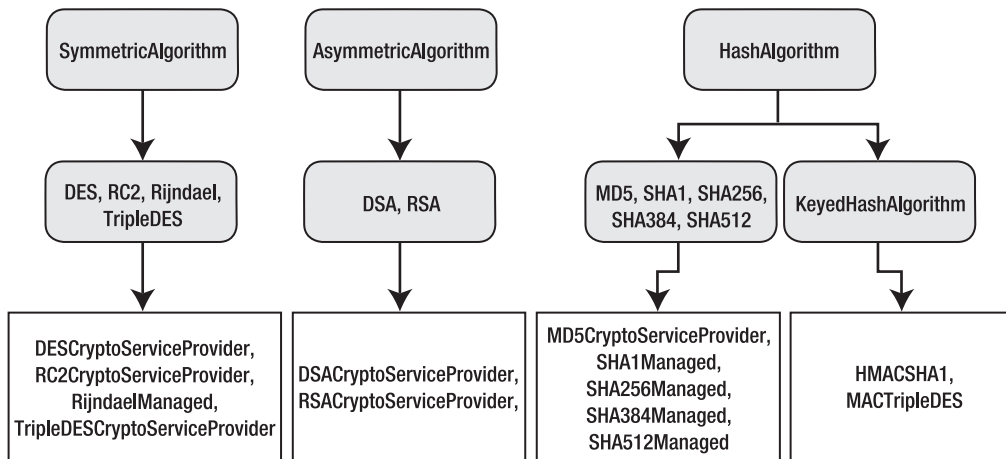 SymmetricAlgorithm
AsymmetricAlgorithm
HashAlgorithm
DES, RC2, Rijndael,
TripleDES
DSA, RSA
MD5, SHA1, SHA256,
SHA384, SHA512
KeyedHashAlgorithm
DESCryptoServiceProvider,
RC2CryptoServiceProvider,
RijndaelManaged,
TripleDESCryptoServiceProvider
DSACryptoServiceProvider,
RSACryptoServiceProvider,
MD5CryptoServiceProvider,
SHA1Managed,
SHA256Managed,
SHA384Managed,
SHA512Managed
HMACSHA1,
MACTripleDES